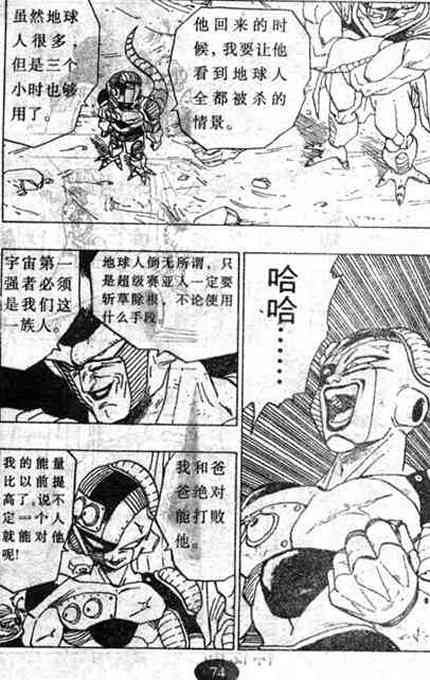 他回来的时
候，我要让他
看到地球人
全都被杀的
情景。
虽然地球
人很多，
但是三个
小时也够
用了。
哈
哈
……
地球人倒无所谓，只
是超级赛亚人一定要
斩草除根，不论使用
什么手段。
宇宙第一
强者必须
是我们这
一族人。
我和爸
爸绝对
能打败
他。
我的能量
比以前提
高了。说不
定一个人
就能对他
呢!
74